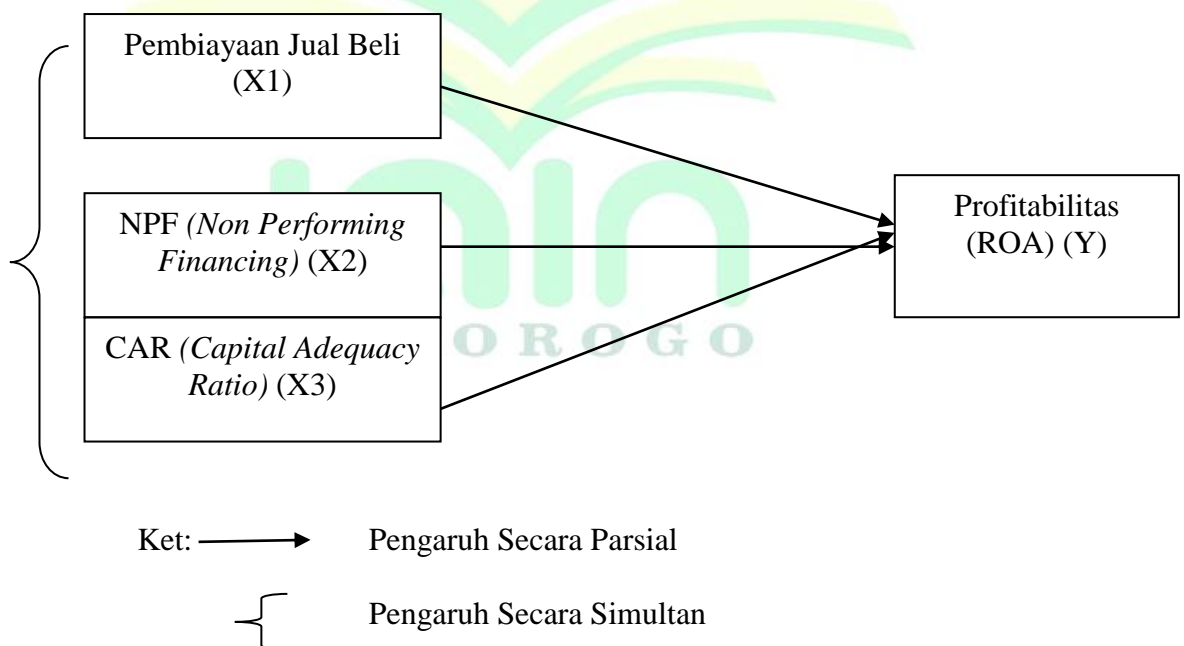 Pembiayaan Jual Beli
(X1)
NPF (Non Performing
Financing) (X2)
CAR (Capital Adequacy
Ratio) (X3)
Profitabilitas
(ROA) (Y)
OROGO
Ket:
Pengaruh Secara Parsial
Pengaruh Secara Simultan